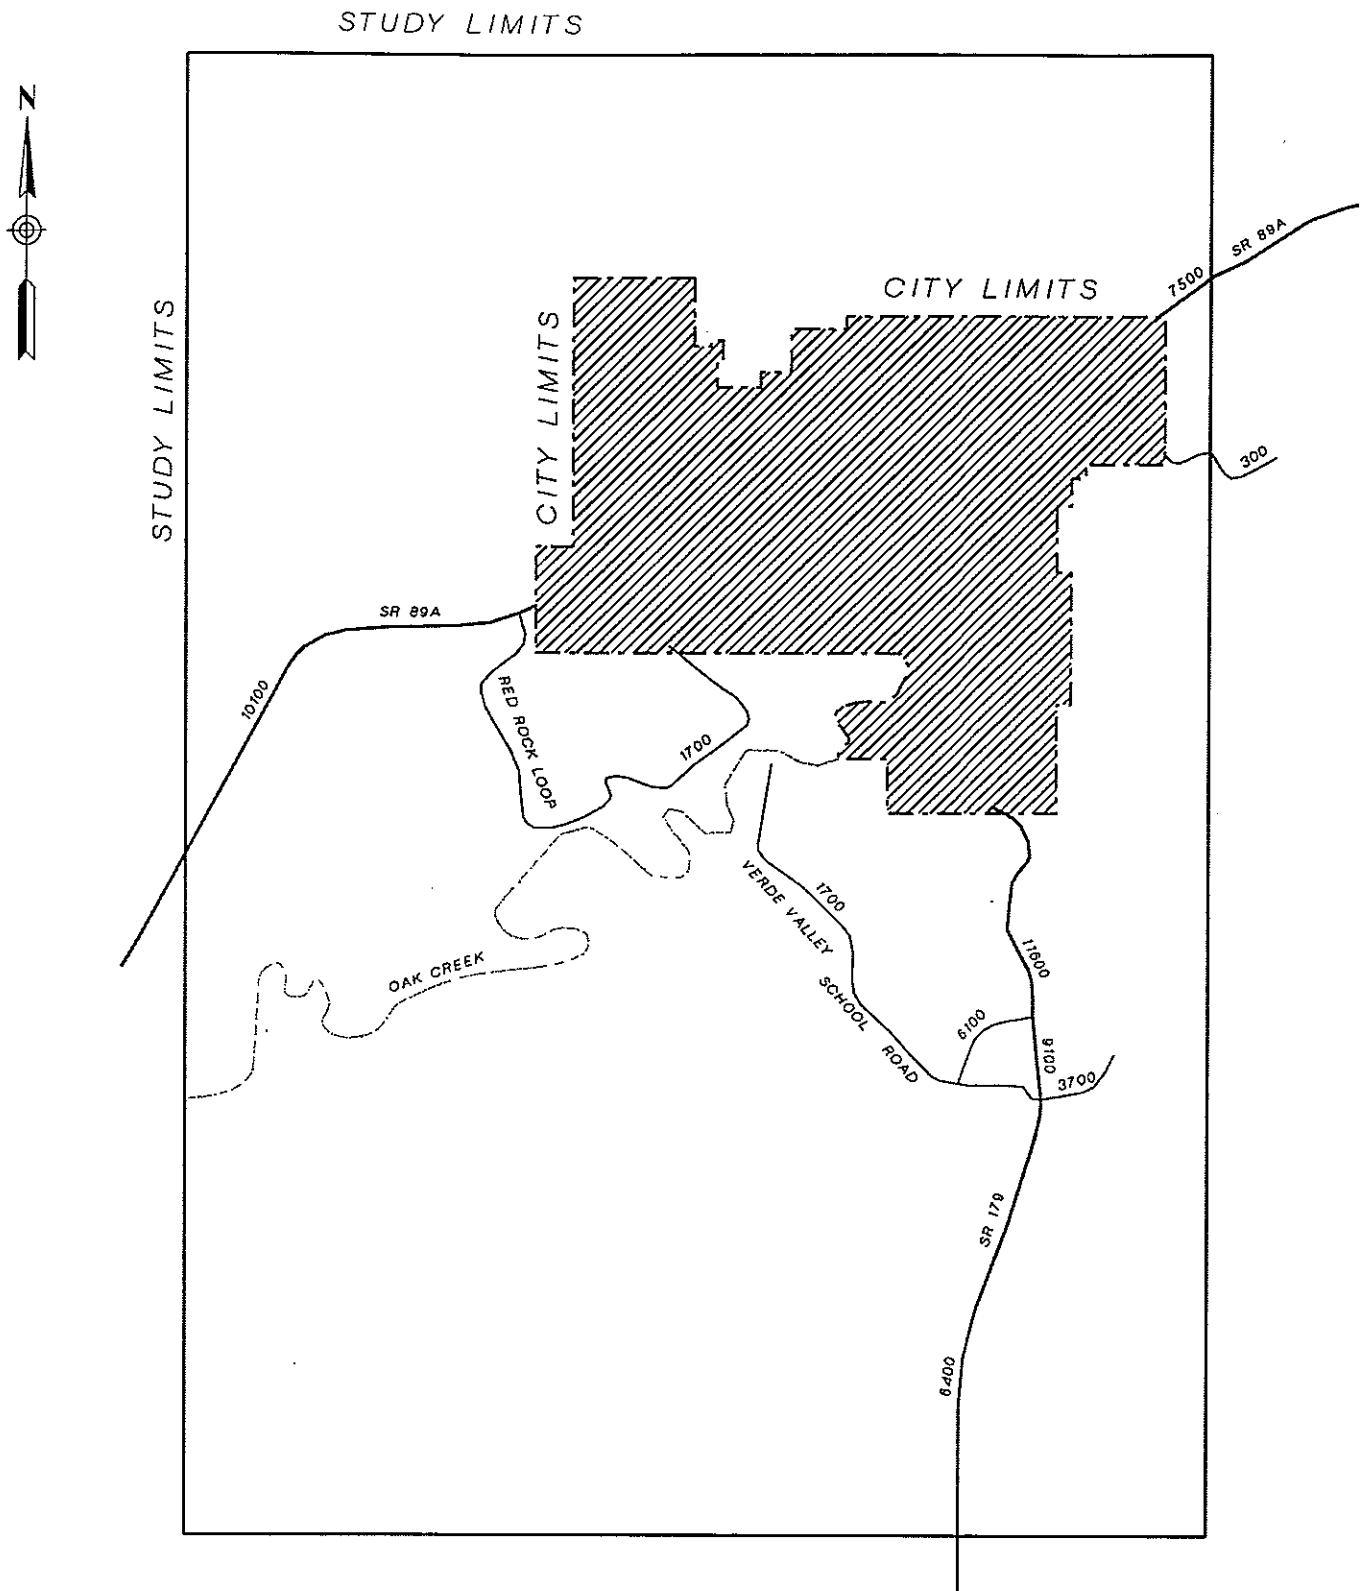 STUDY LIMITS
N
SR 89A
7500
CITY LIMITS
CITY LIMITS
STUDY LIMITS
300
SR 89A
10100
RED ROCK LOOP
1700
VERDE VALLEY SCHOOL ROAD
1700
OAK CREEK
11600
6100
9100
3700
SR 179
6400